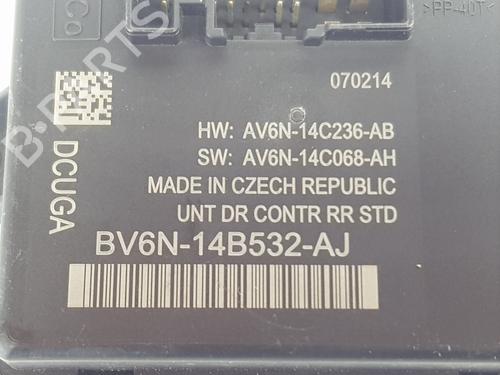 Co
>PP-40T<
B-PARTS
070214
HW: AV6N-14C236-AB
SW: AV6N-14C068-AH
MADE IN CZECH REPUBLIC
UNT DR CONTR RR STD
BV6N-14B532-AJ
DCUGA